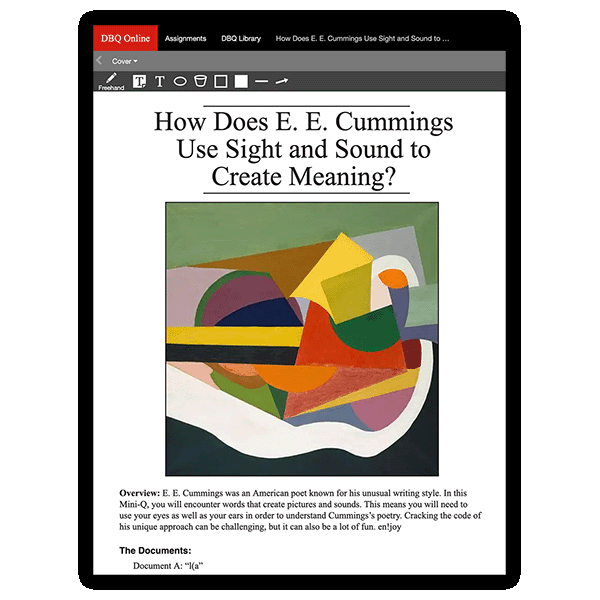 DBQ Online Assignments DBQ Library How Does E. E. Cummings Use Sight and Sound to ...
Cover
Freehand
T T
How Does E. E. Cummings
Use Sight and Sound to
Create Meaning?
Overview: E. E. Cummings was an American poet known for his unusual writing style. In this
Mini-Q, you will encounter words that create pictures and sounds. This means you will need to
use your eyes as well as your ears in order to understand Cummings's poetry. Cracking the code of
his unique approach can be challenging, but it can also be a lot of fun. en!joy
The Documents:
Document A: “l(a”